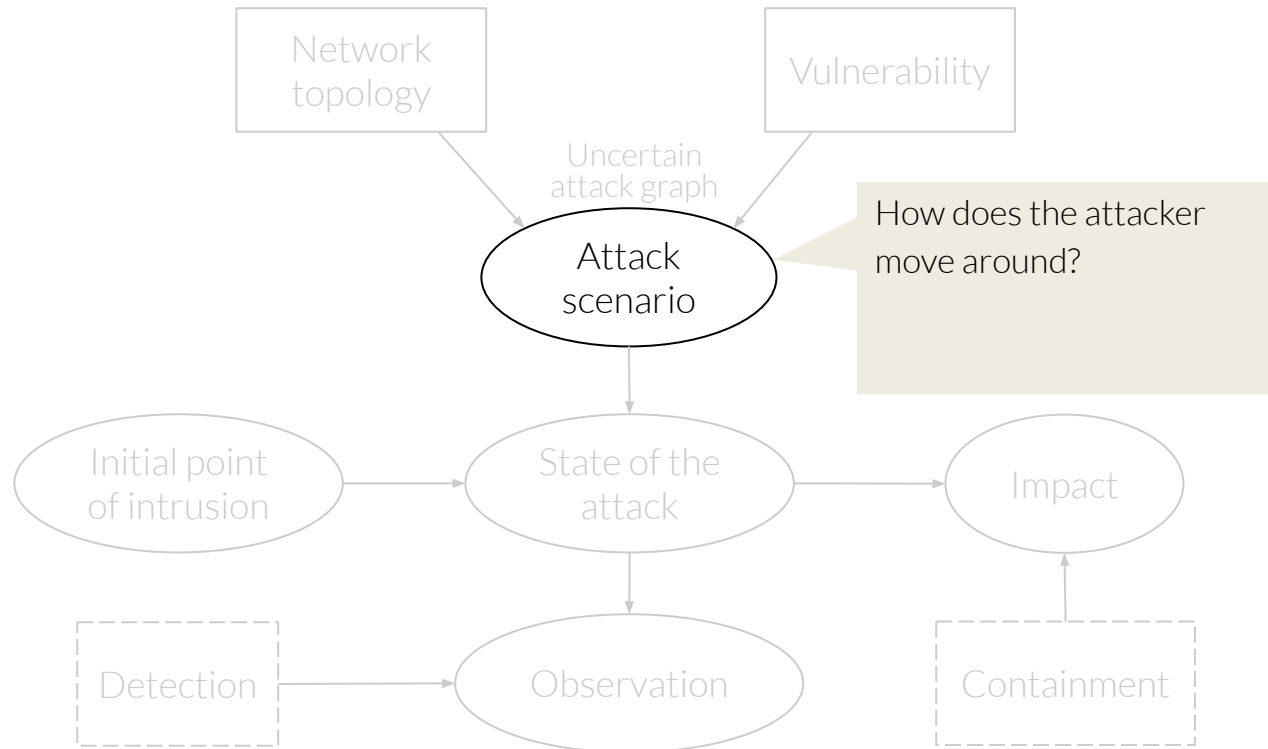 Network
topology
Vulnerability
Uncertain
attack graph
How does the attacker
move around?
Attack
scenario
Initial point
of intrusion
State of the
attack
Impact
Detection
Observation
Containment